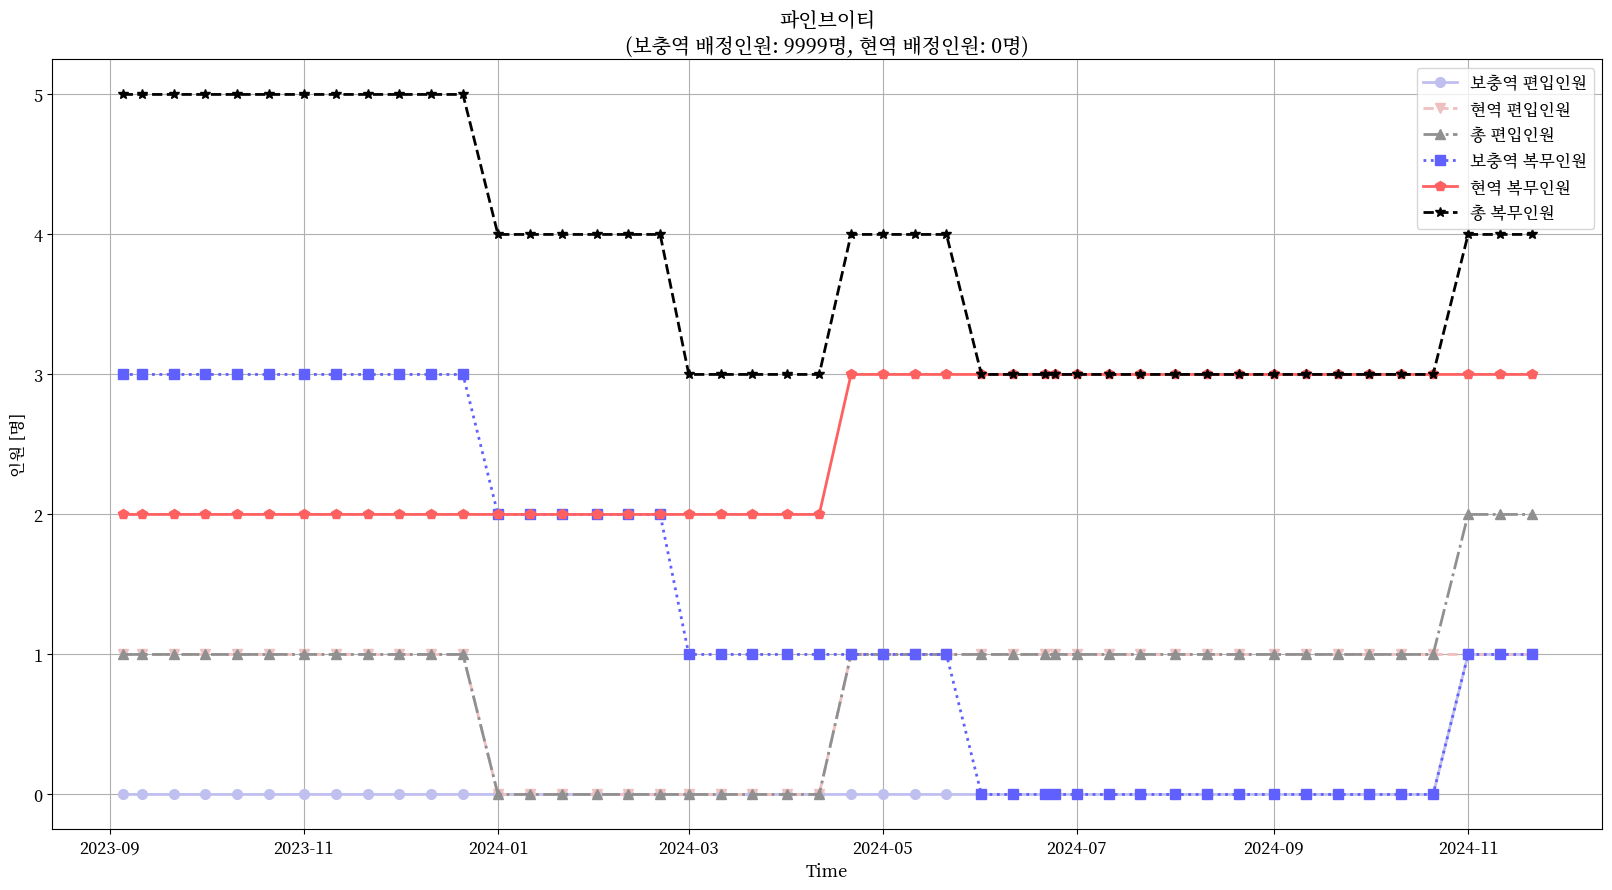 파인브이티
(보충역 배정인원: 9999명, 현역 배정인원: 0명)
보충역 편입인원
현역 편입인원
총 편입인원
보충역 복무인원
현역 복무인원
총 복무인원
인원 [명]
5
4
3
2
1
0
2023-09 2023-11 2024-01 2024-03 2024-05 2024-07 2024-09 2024-11
Time